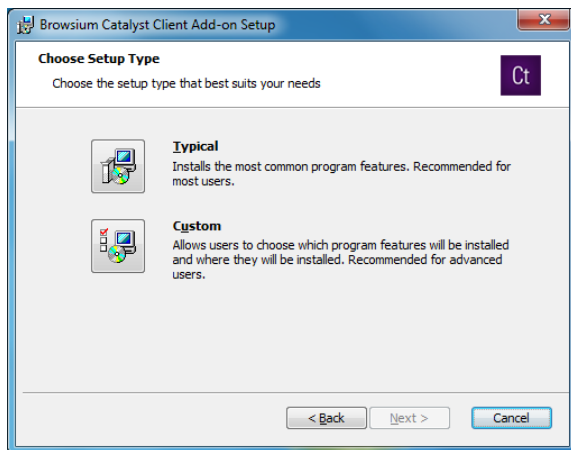 Browsium Catalyst Client Add-on Setup
Choose Setup Type
Choose the setup type that best suits your needs
Ct
Typical
Installs the most common program features. Recommended for
most users.
Custom
Allows users to choose which program features will be installed
and where they will be installed. Recommended for advanced
users.
< Back
Next >
Cancel